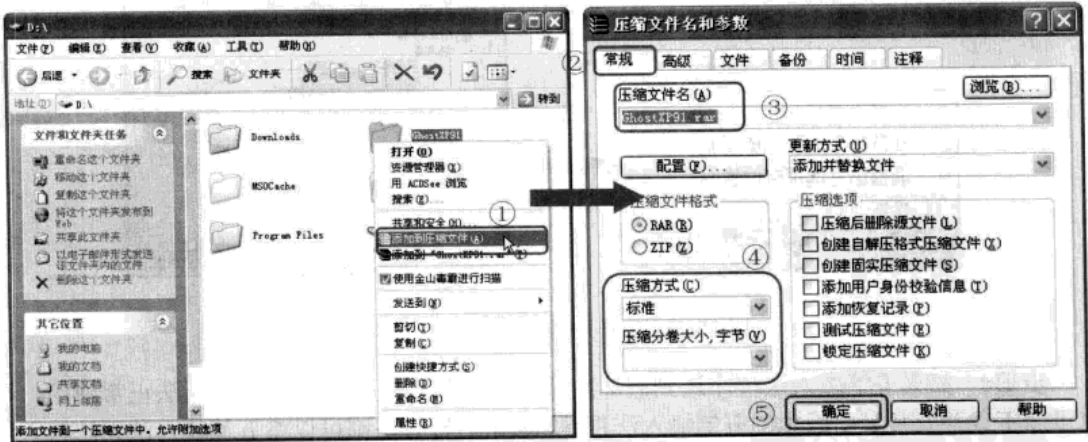 D:\
文件(F) 编辑(E) 查看(V) 收藏(A) 工具(T) 帮助(H)
后退 搜索 文件夹
地址(D) D:\ 转到
文件和文件夹任务
重命名这个文件夹
移动这个文件夹
复制这个文件夹
将这个文件夹发布到
Web
共享此文件夹
以电子邮件形式发送
该文件夹内的文件
删除这个文件夹
其它位置
我的电脑
我的文档
共享文档
网上邻居
Downloads
MSOCache
Program Files
GhostXP91
打开(O)
资源管理器(X)
用 ACDSee 浏览
搜索(E)...
①
共享和安全(H)...
添加到压缩文件(A)
添加到 "GhostXP91.rar"(T)
使用金山毒霸进行扫描
发送到(N)
剪切(T)
复制(C)
创建快捷方式(S)
删除(D)
重命名(M)
属性(R)
添加文件到一个压缩文件中。允许附加选项
压缩文件名和参数
②
常规 高级 文件 备份 时间 注释
压缩文件名(A)
③
浏览(B)...
GhostXP91.rar
配置(F)...
更新方式(U)
添加并替换文件
压缩文件格式
RAR(R)
ZIP(Z)
④
压缩方式(C)
标准
压缩分卷大小,字节(V)
压缩选项
压缩后删除源文件(L)
创建自解压格式压缩文件(X)
创建固实压缩文件(S)
添加用户身份校验信息(I)
添加恢复记录(P)
测试压缩文件(E)
锁定压缩文件(K)
⑤
确定 取消 帮助